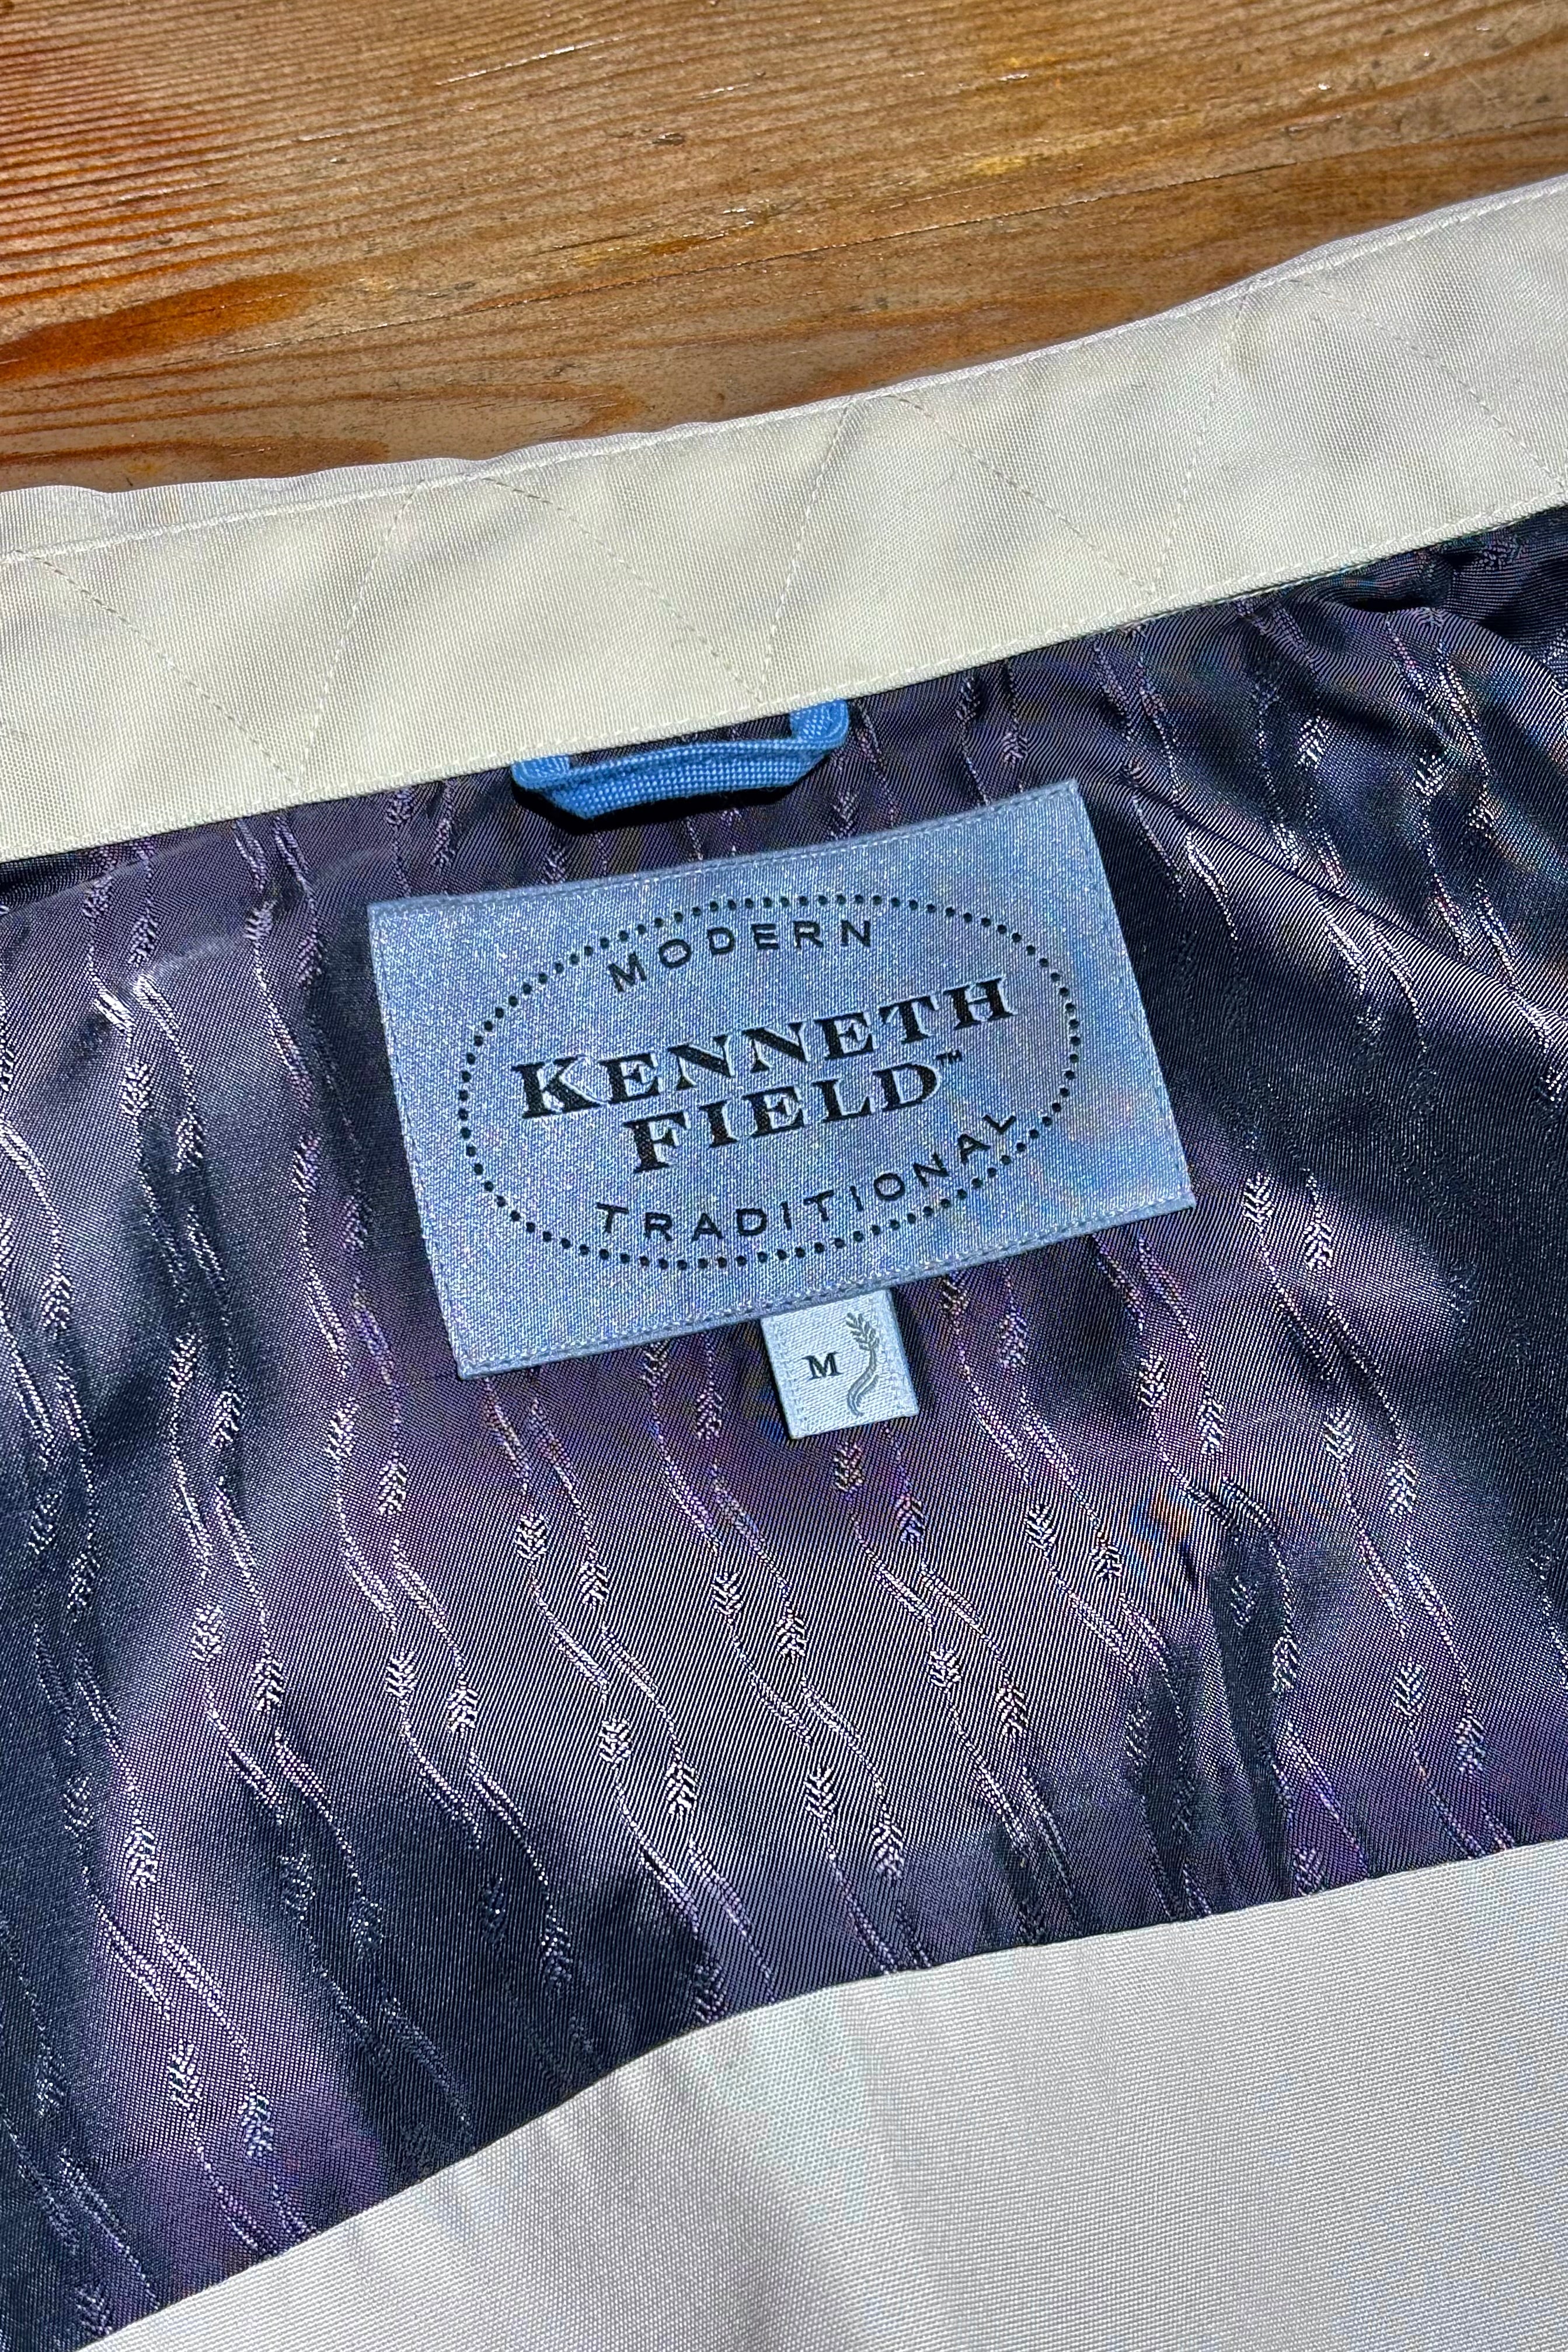 MODERN
KENNETH
FIELD™
TRADITIONAL
M